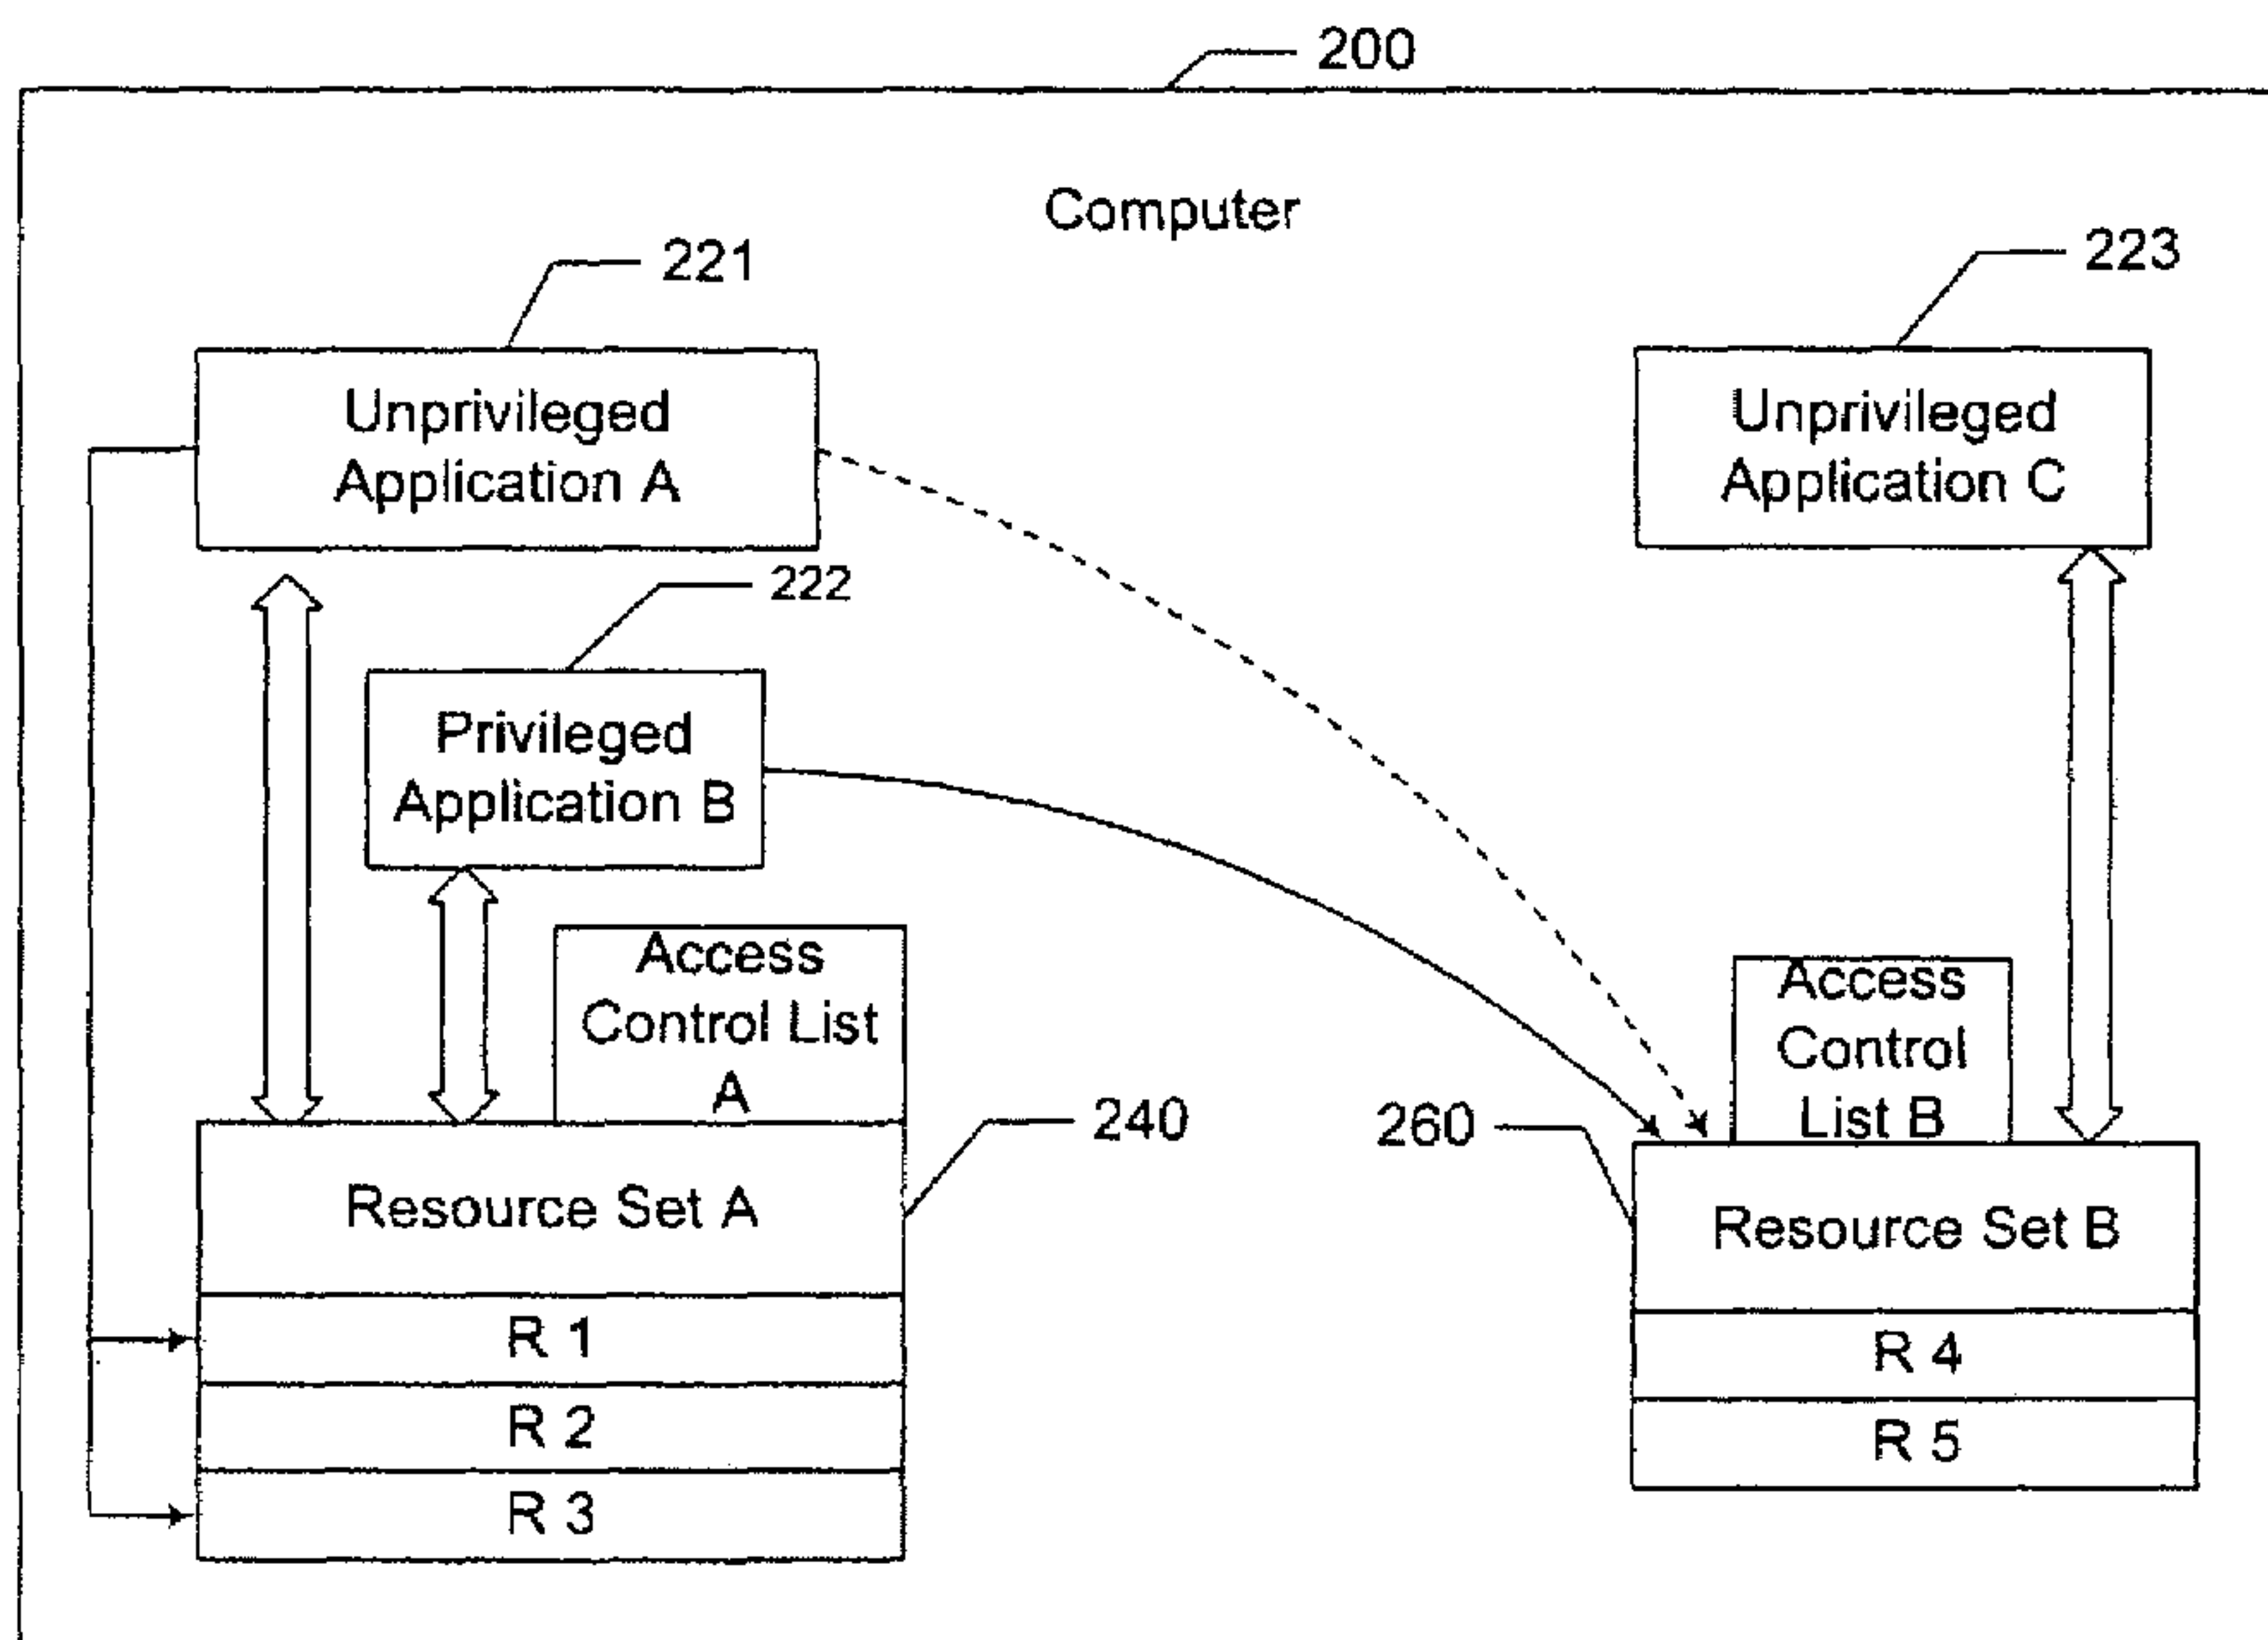 200
Computer
221
223
Unprivileged
Application A
Unprivileged
Application C
222
Privileged
Application B
Access
Control List
A
Access
Control
List B
240
260
Resource Set A
Resource Set B
R 1
R 2
R 3
R 4
R 5